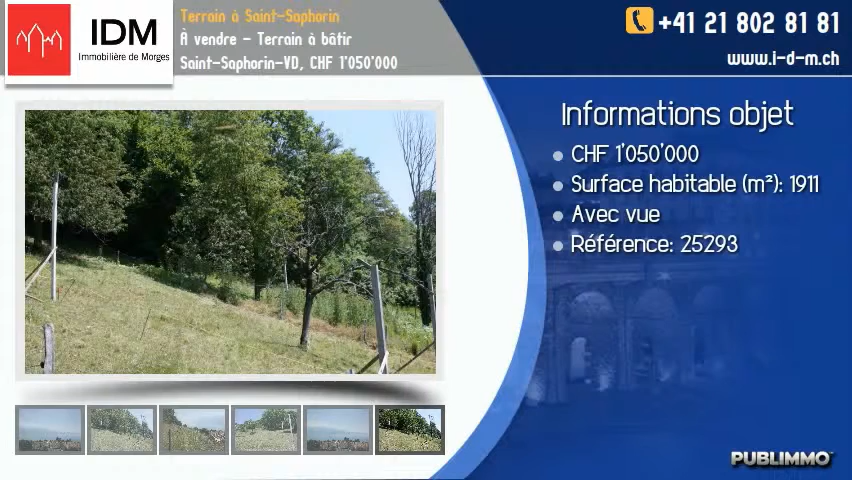 IDM
Immobilière de Morges
Terrain à Saint-Saphorin
À vendre - Terrain à bâtir
Saint-Saphorin-VD, CHF 1'050'000
+41 21 802 81 81
www.i-d-m.ch
Informations objet
CHF 1'050'000
Surface habitable (m²): 1911
Avec vue
Référence: 25293
PUBLIMMO